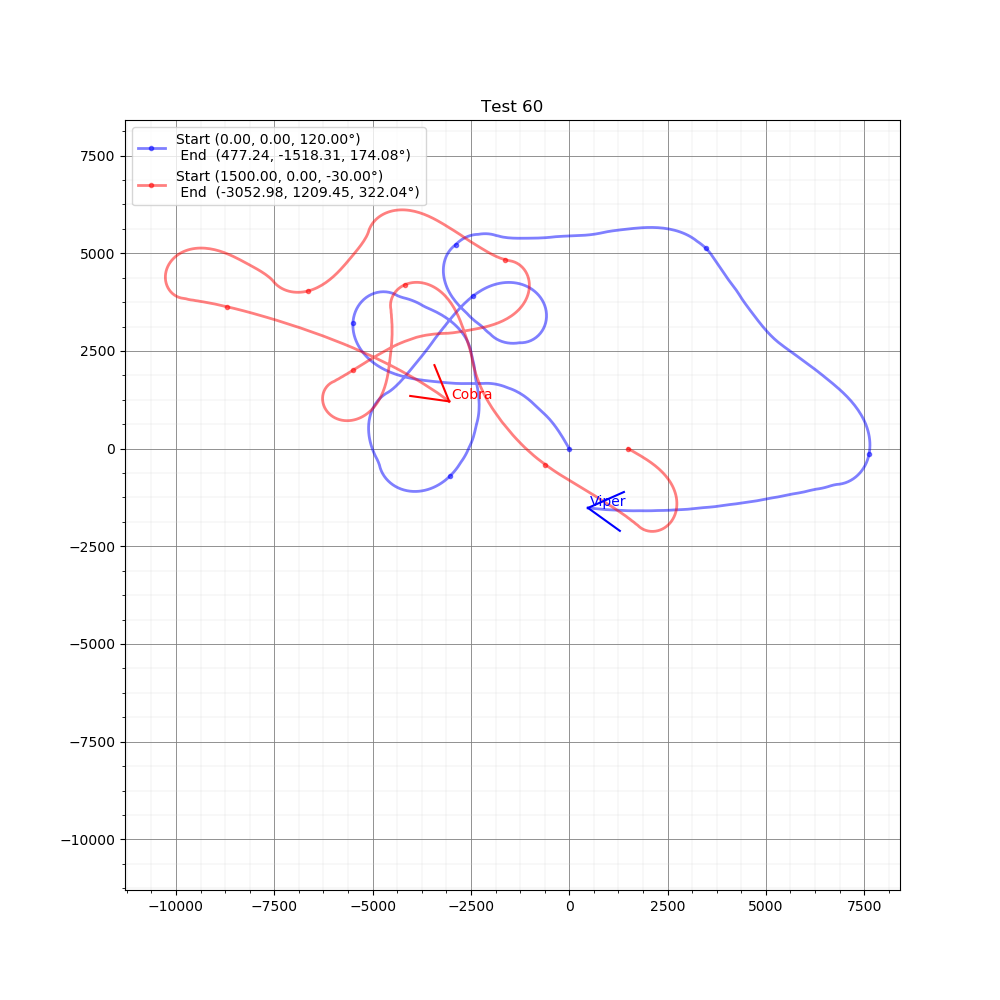 Test 60
Start (0.00, 0.00, 120.00°)
End (477.24, -1518.31, 174.08°)
Start (1500.00, 0.00, -30.00°)
End (-3052.98, 1209.45, 322.04°)
7500
5000
2500
0
−2500
−5000
−7500
−10000
Cobra
Viper
−10000 −7500 −5000 −2500 0 2500 5000 7500